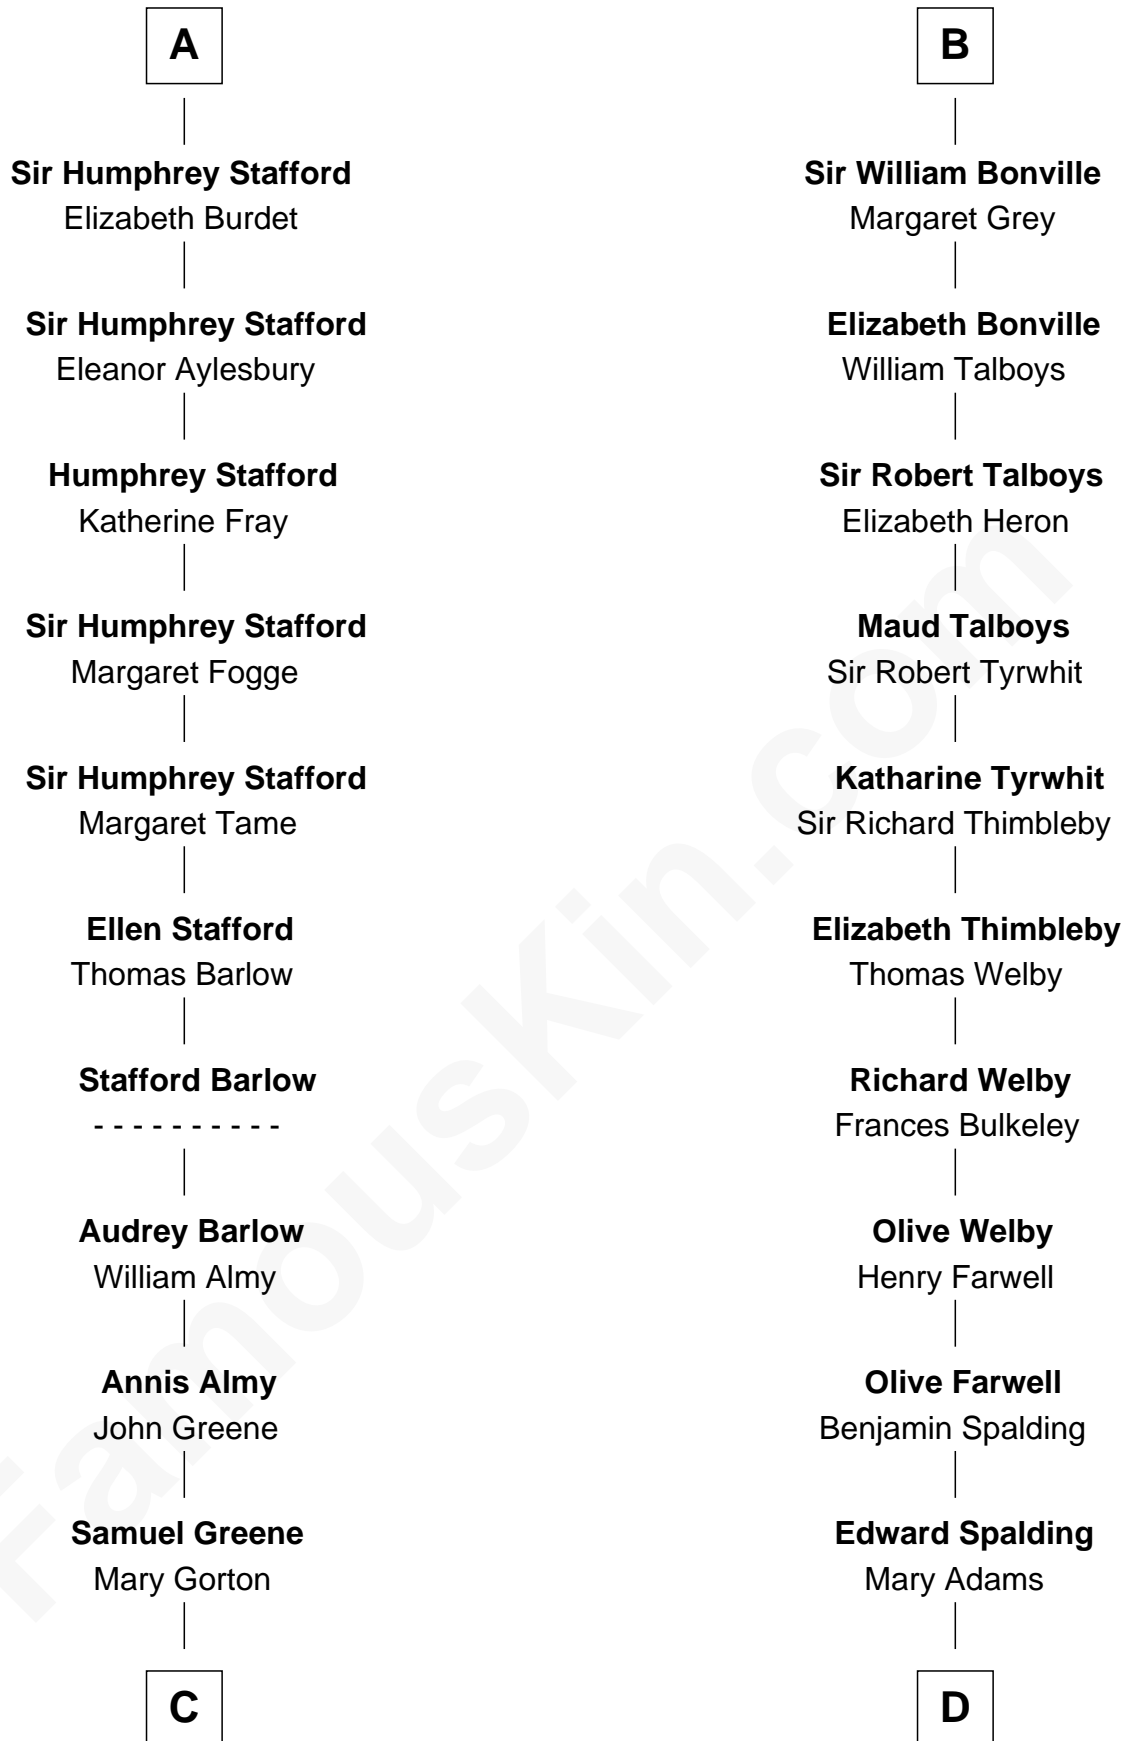 A
Sir Humphrey Stafford
Elizabeth Burdet
Sir Humphrey Stafford
Eleanor Aylesbury
Humphrey Stafford
Katherine Fray
Sir Humphrey Stafford
Margaret Fogge
Sir Humphrey Stafford
Margaret Tame
Ellen Stafford
Thomas Barlow
Stafford Barlow
- - - - - - - - - -
Audrey Barlow
William Almy
Annis Almy
John Greene
Samuel Greene
Mary Gorton
C
B
Sir William Bonville
Margaret Grey
Elizabeth Bonville
William Talboys
Sir Robert Talboys
Elizabeth Heron
Maud Talboys
Sir Robert Tyrwhit
Katharine Tyrwhit
Sir Richard Thimbleby
Elizabeth Thimbleby
Thomas Welby
Richard Welby
Frances Bulkeley
Olive Welby
Henry Farwell
Olive Farwell
Benjamin Spalding
Edward Spalding
Mary Adams
D
FamousKin.com